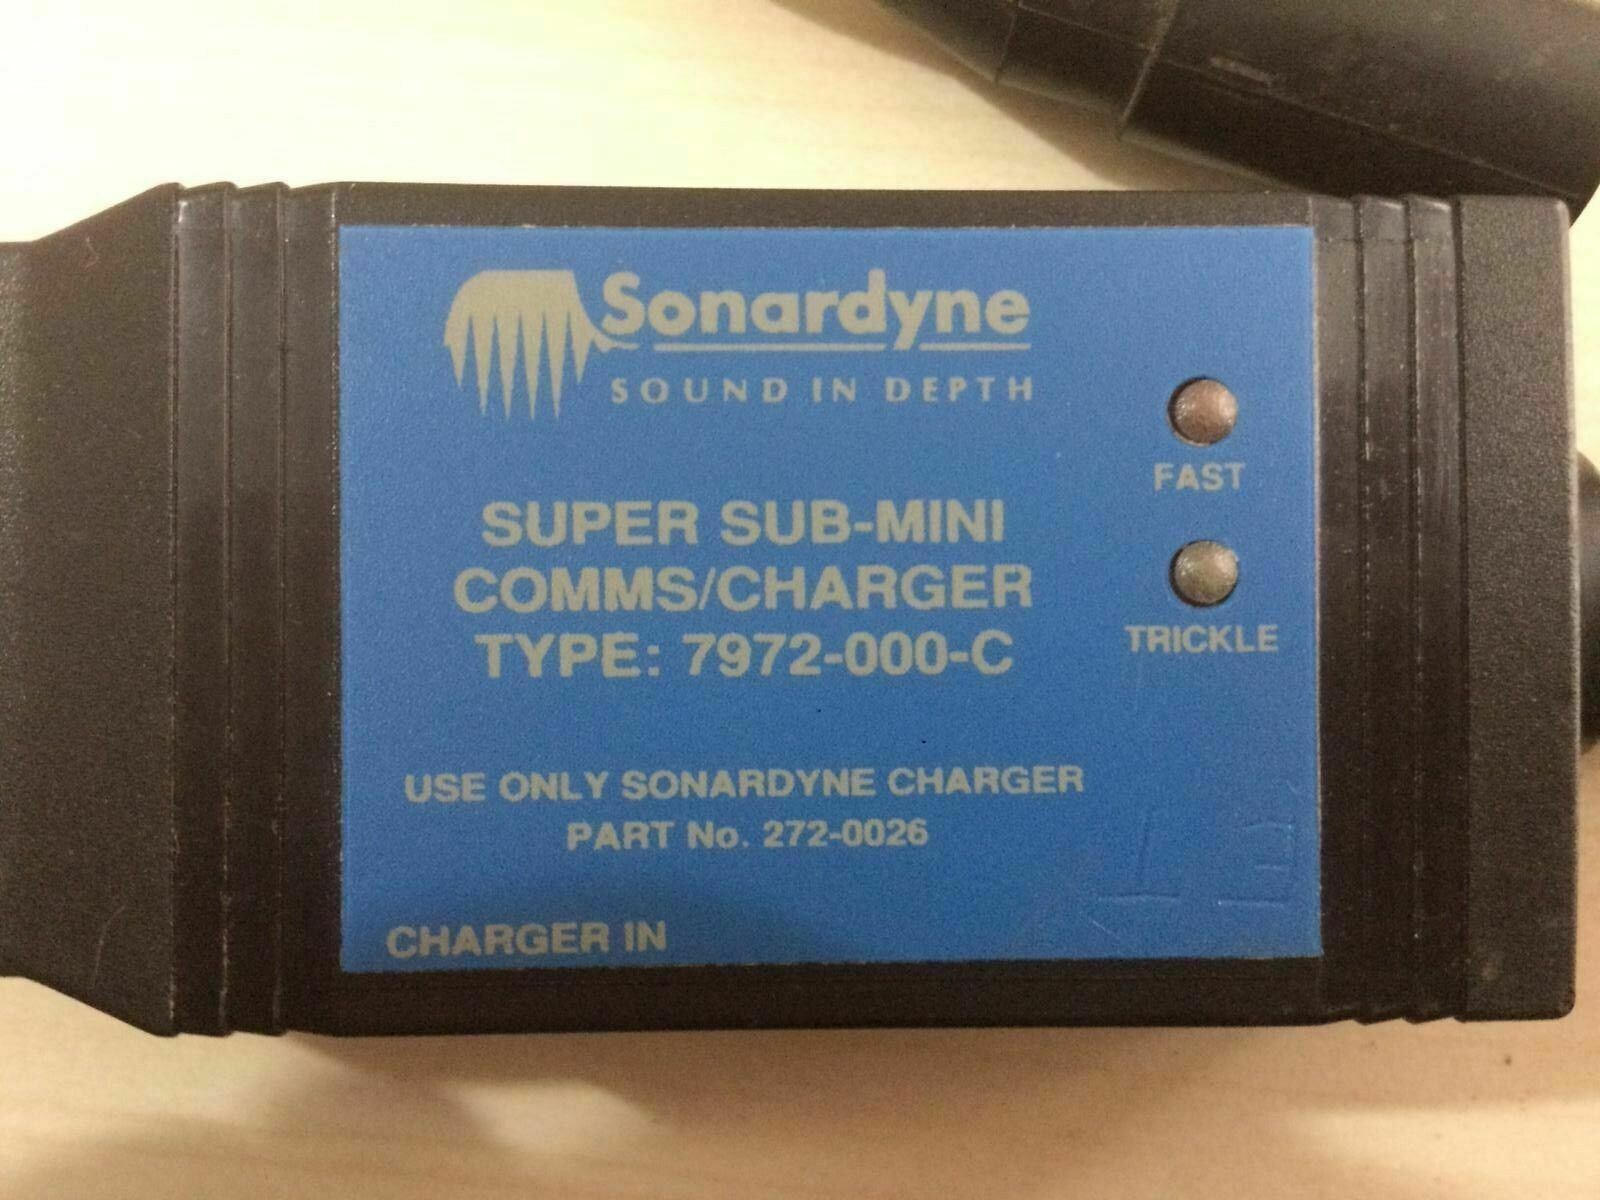 Sonardyne
SOUND IN DEPTH
FAST
SUPER SUB-MINI
COMMS/CHARGER
TYPE: 7972-000-C
TRICKLE
USE ONLY SONARDYNE CHARGER
PART No. 272-0026
CHARGER IN